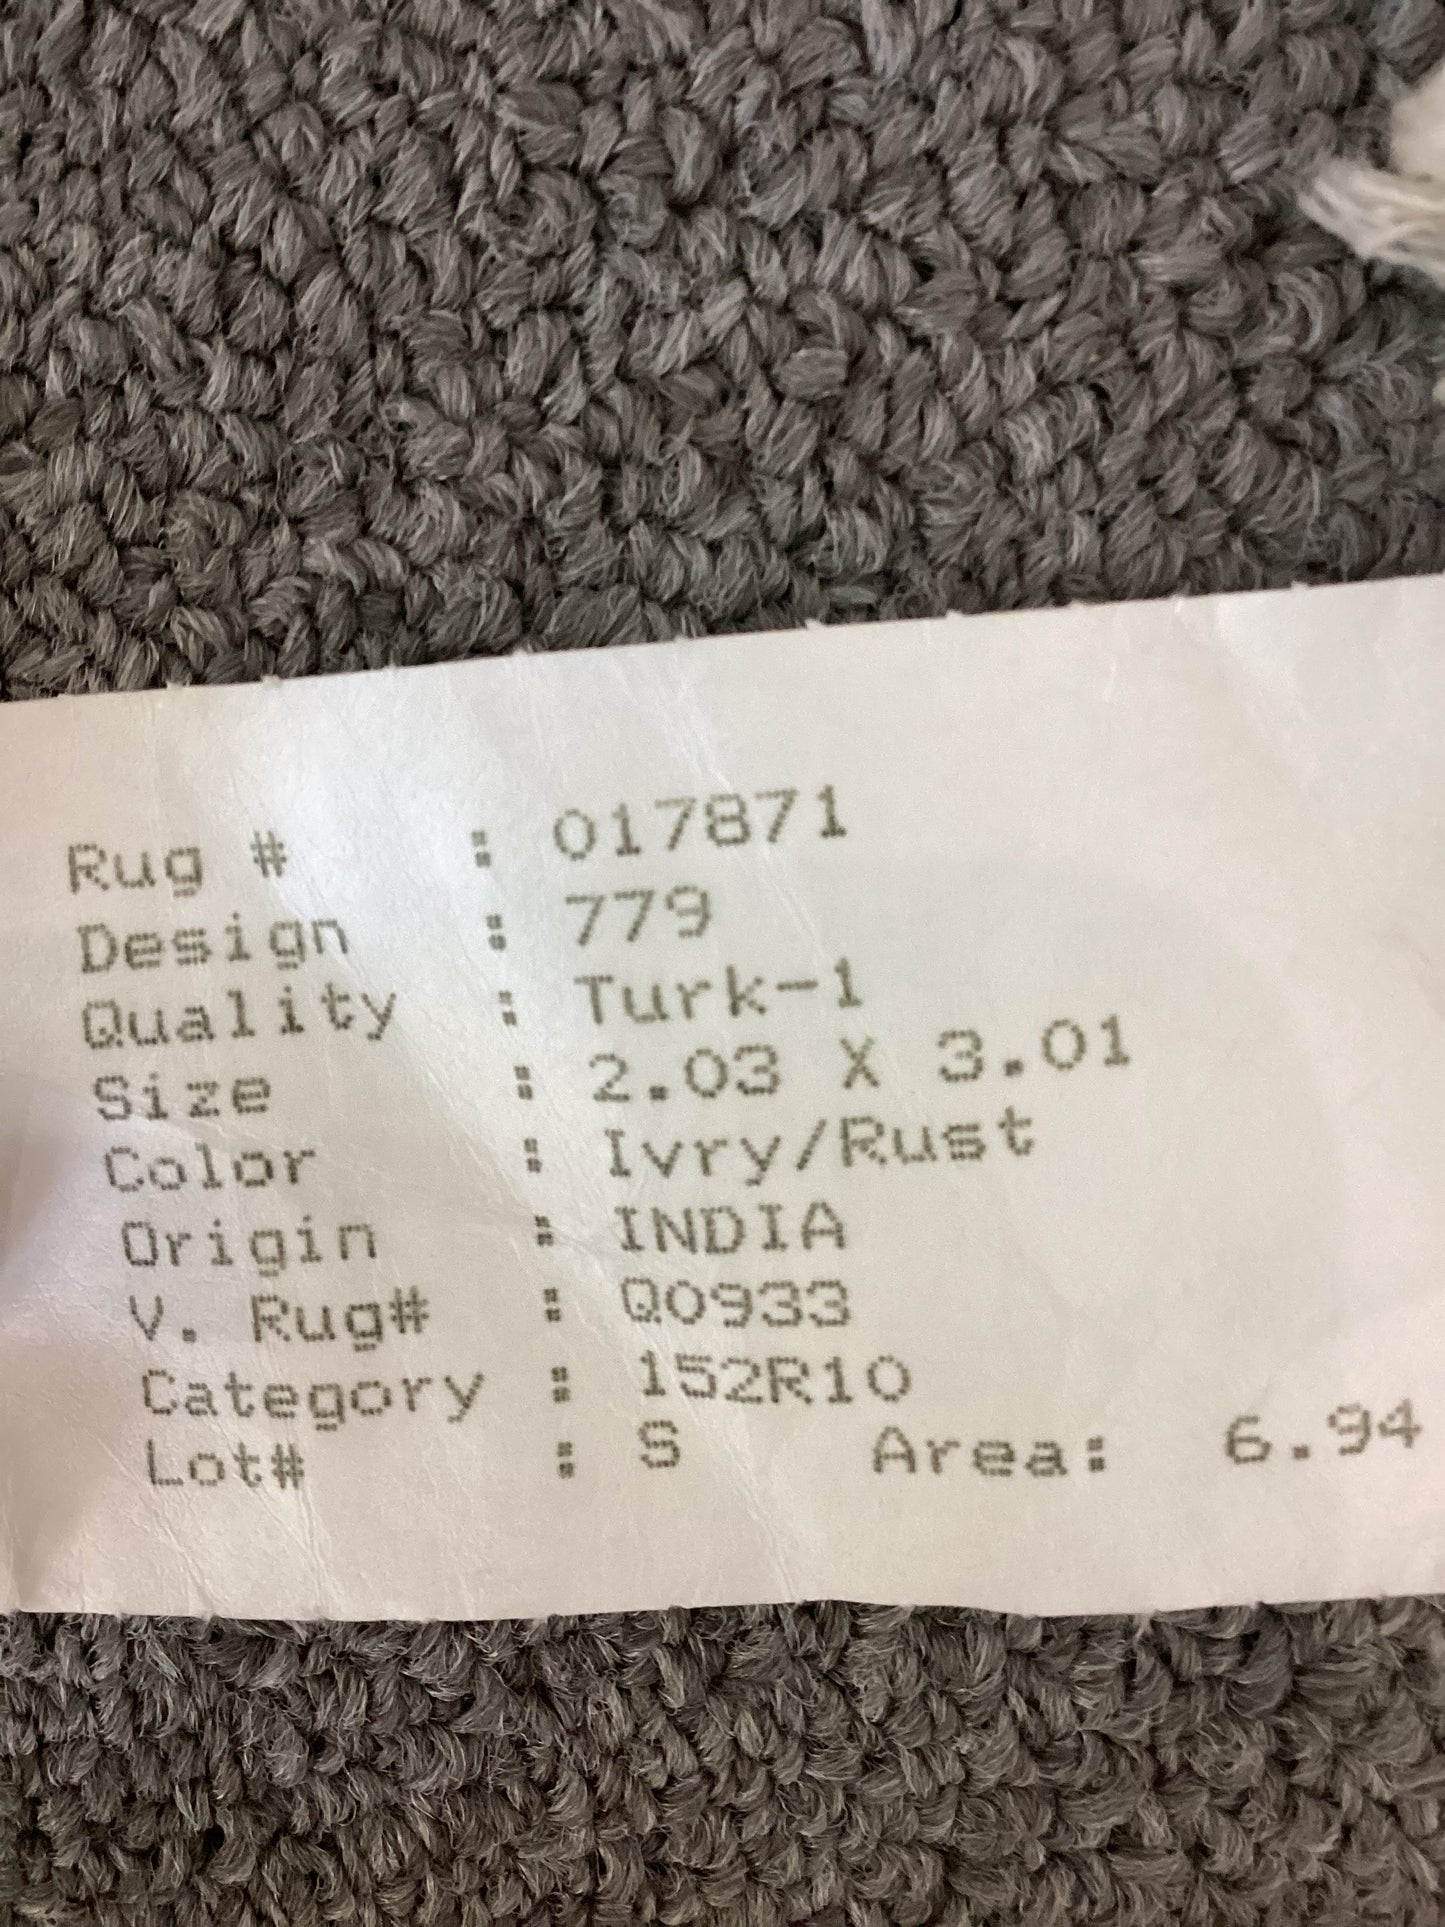 Rug # : 017871
Design : 779
Quality : Turk-1
Size : 2.03 X 3.01
Color : Ivry/Rust
Origin : INDIA
V. Rug# : Q0933
Category : 152R10
Lot# : S Area: 6.94